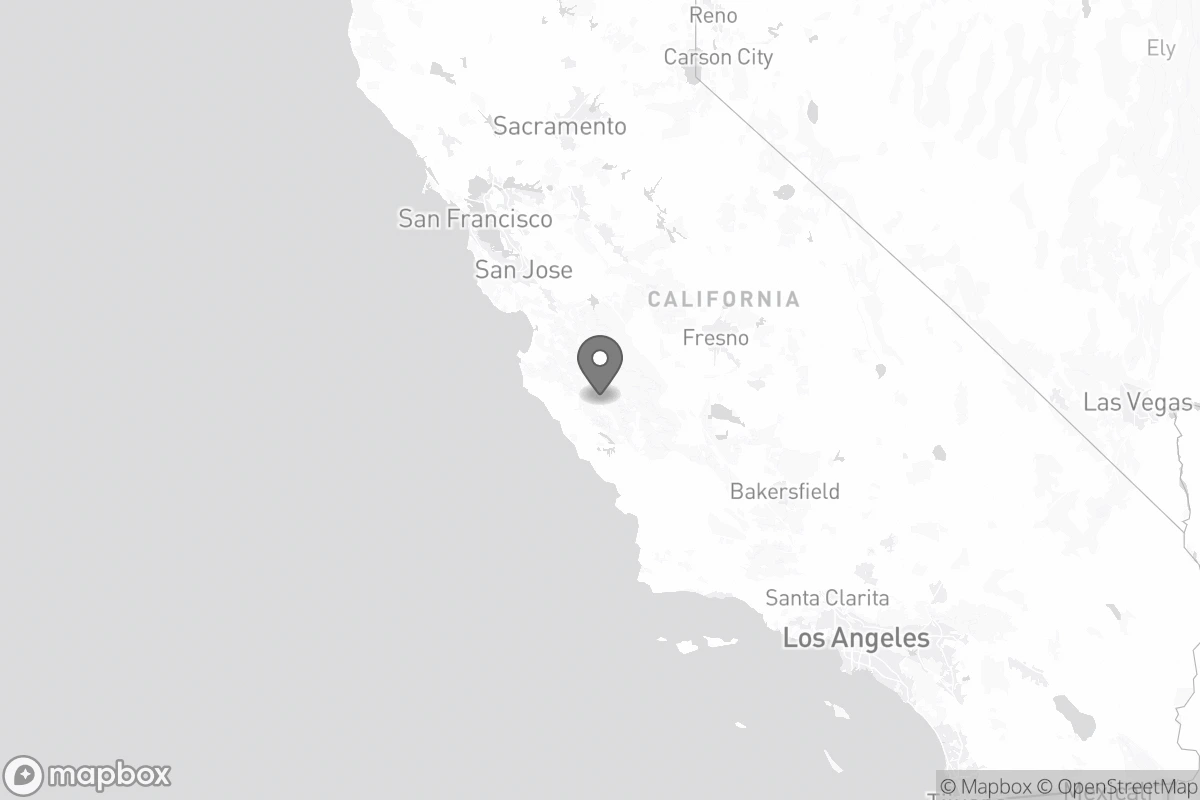 Reno
Ely
Carson City
Sacramento
San Francisco
San Jose
CALIFORNIA
Fresno
Las Vegas
Bakersfield
Santa Clarita
Los Angeles
mapbox
© Mapbox © OpenStreetMap